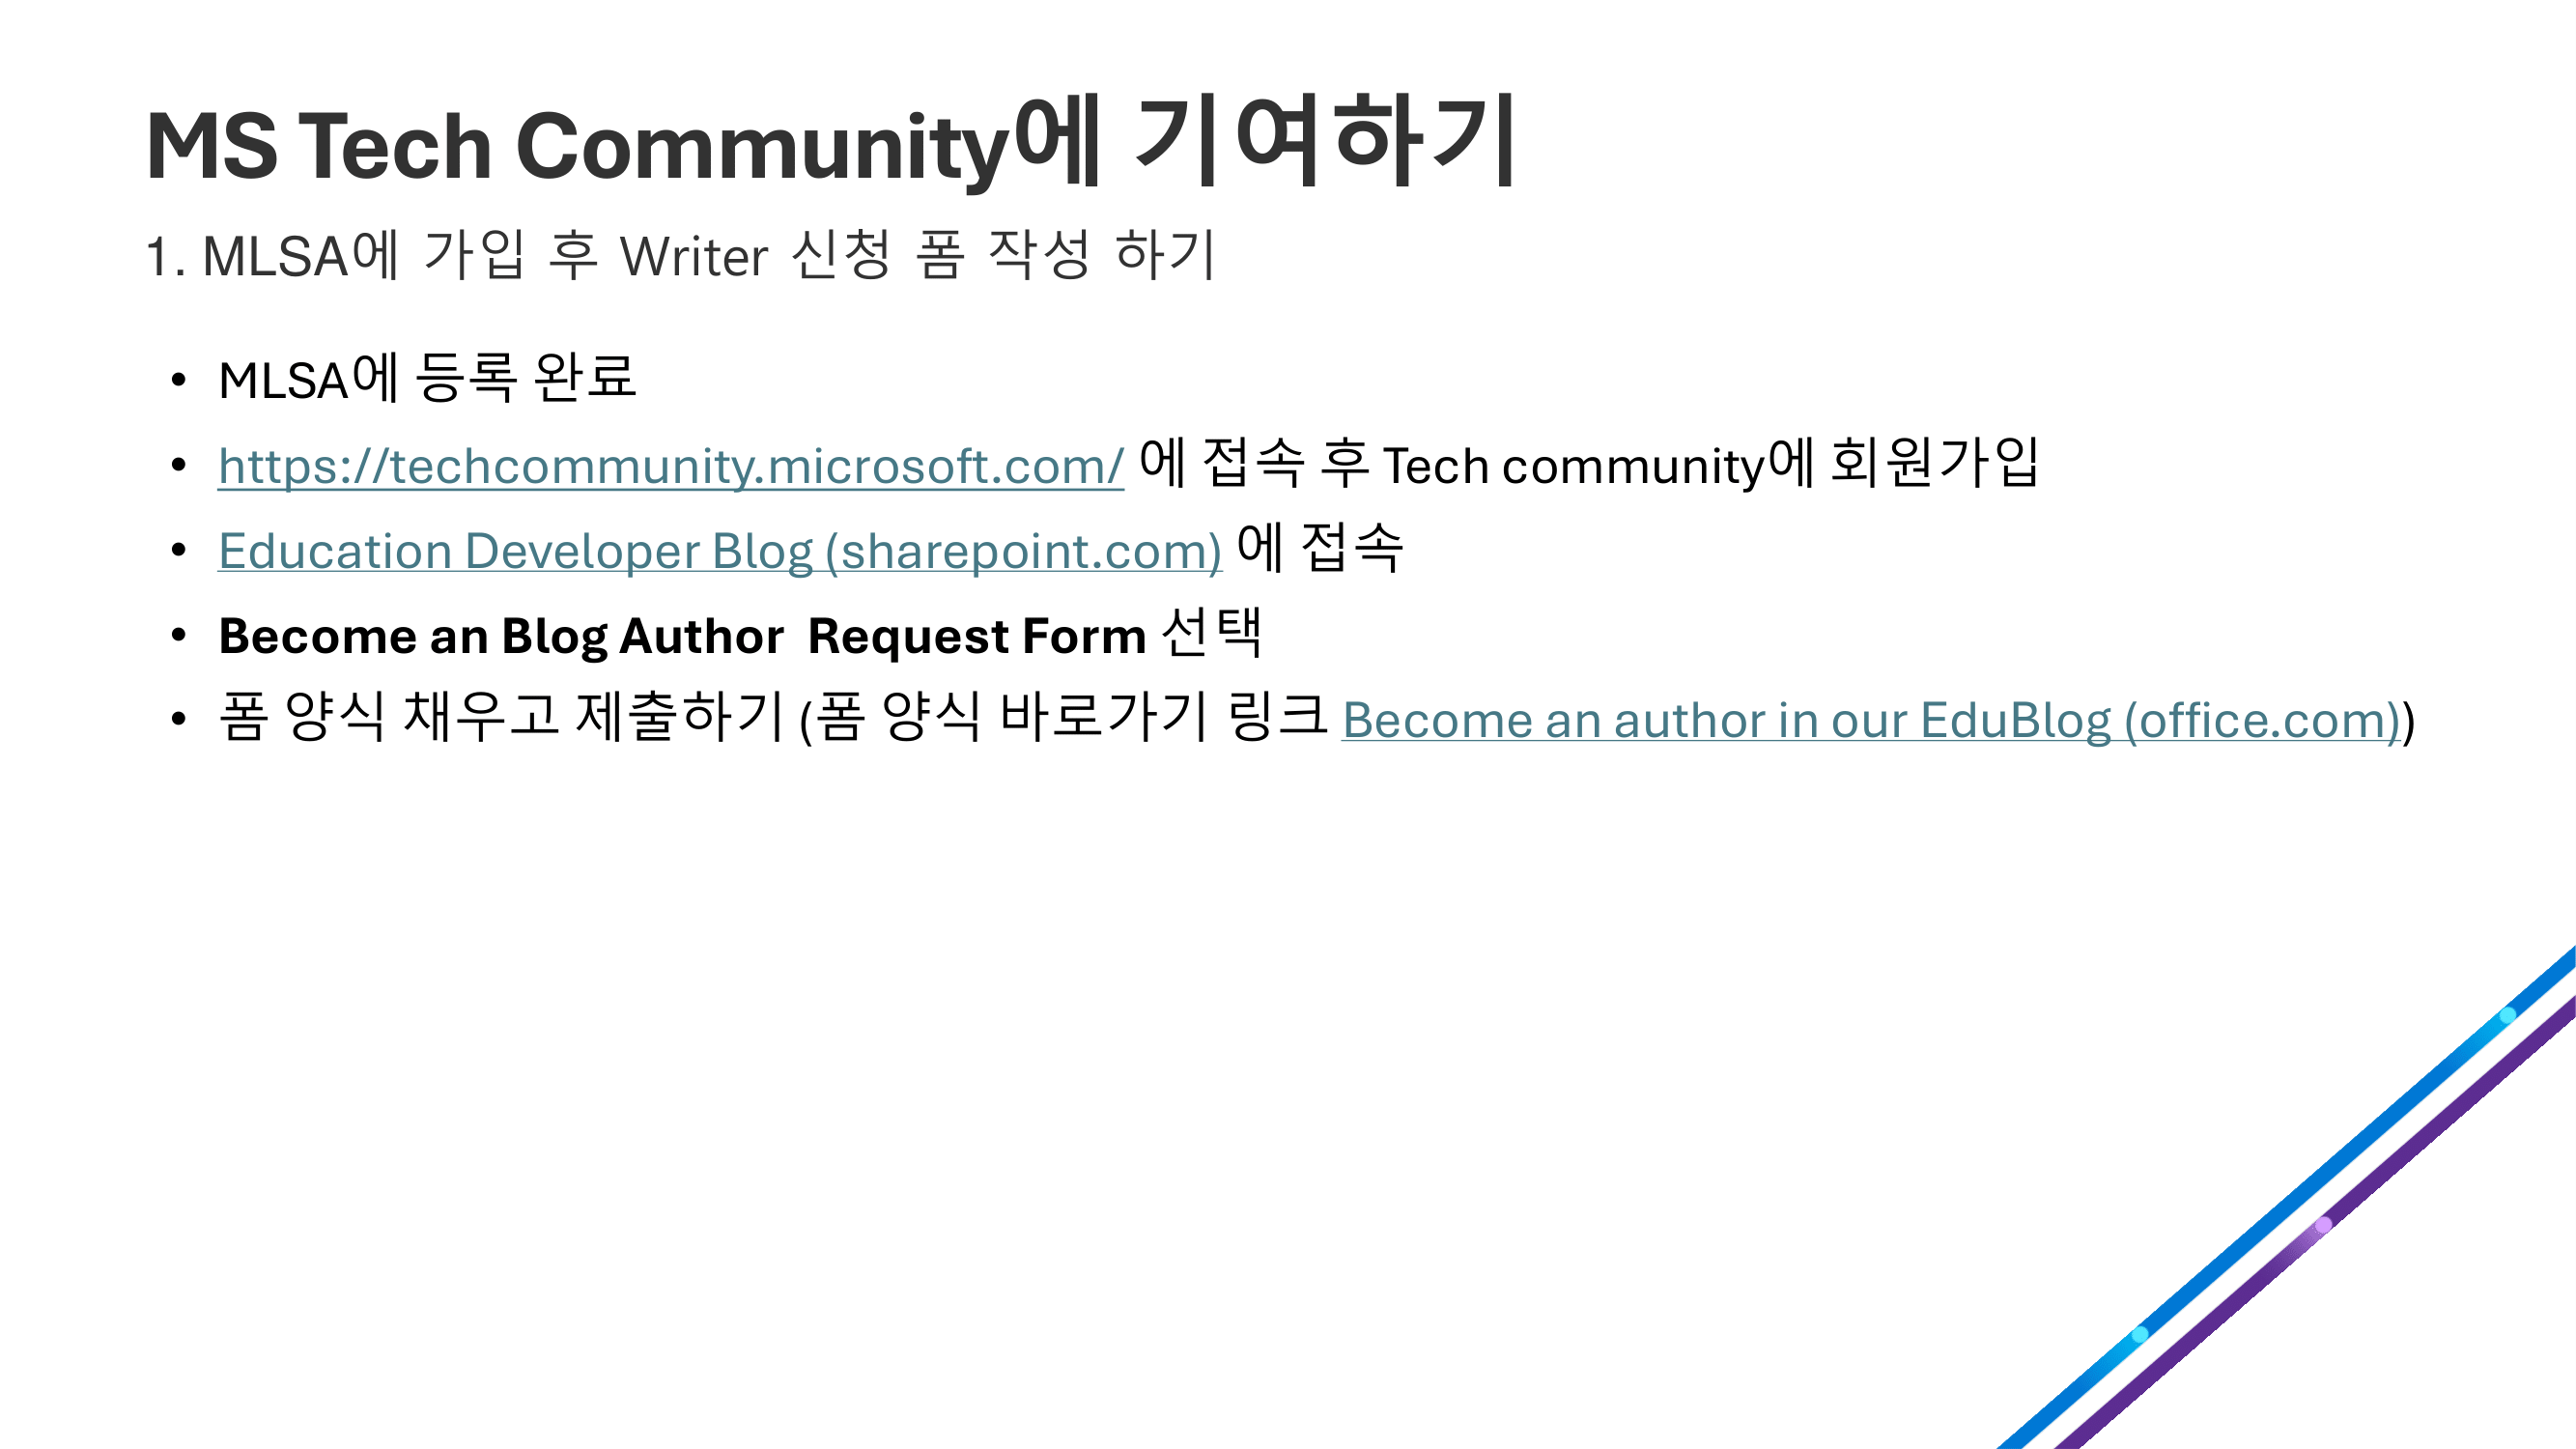 MS Tech Community에 기여하기
1. MLSA에 가입 후 Writer 신청 폼 작성 하기
• MLSA에 등록 완료
• https://techcommunity.microsoft.com/ 에 접속 후 Tech community에 회원가입
• Education Developer Blog (sharepoint.com) 에 접속
• Become an Blog Author  Request Form 선택
• 폼 양식 채우고 제출하기 (폼 양식 바로가기 링크 Become an author in our EduBlog (office.com))